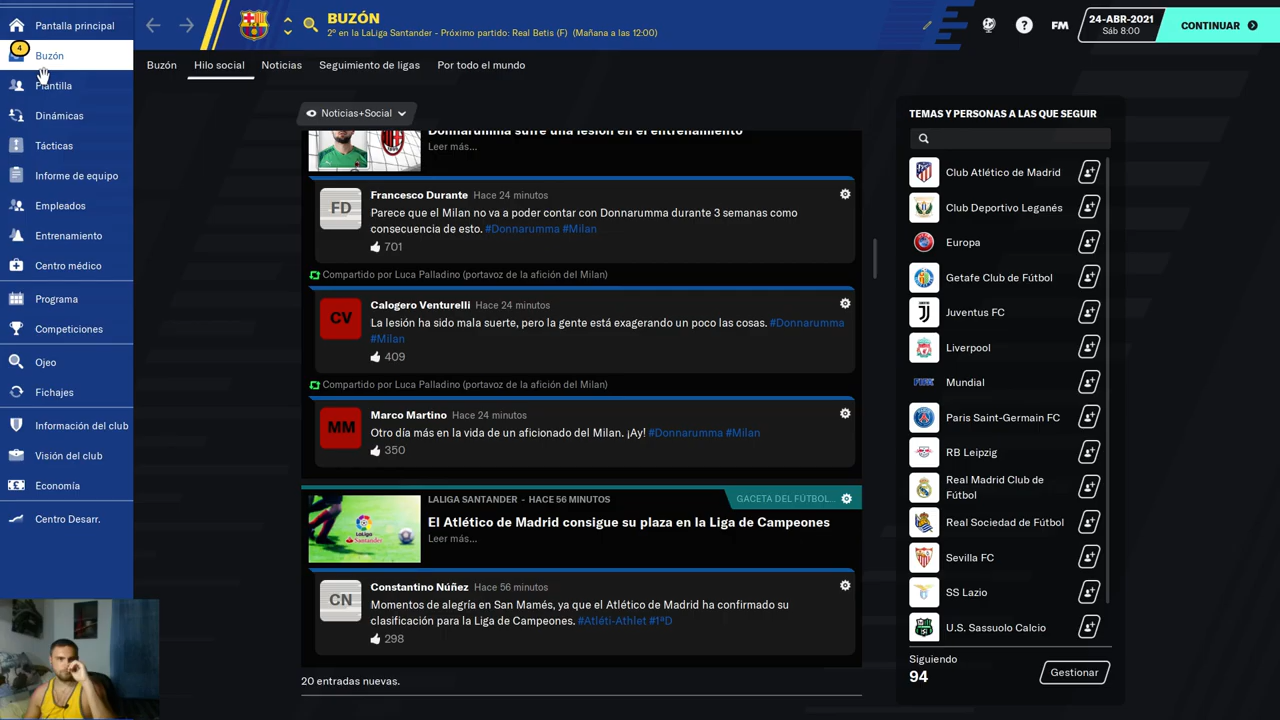 Pantalla principal
4
Buzón
Plantilla
Dinámicas
Tácticas
Informe de equipo
Empleados
Entrenamiento
Centro médico
Programa
Competiciones
Ojeo
Fichajes
Información del club
Visión del club
Economía
Centro Desarr.
BUZÓN
2º en la LaLiga Santander - Próximo partido: Real Betis (F) (Mañana a las 12:00)
FM
24-ABR-2021
Sáb 8:00
CONTINUAR
Buzón
Hilo social
Noticias
Seguimiento de ligas
Por todo el mundo
Noticias+Social
Donnarumma sufre una lesión en el entrenamiento
Leer más...
FD
Francesco Durante Hace 24 minutos
Parece que el Milan no va a poder contar con Donnarumma durante 3 semanas como
consecuencia de esto. #Donnarumma #Milan
701
Compartido por Luca Palladino (portavoz de la afición del Milan)
CV
Calogero Venturelli Hace 24 minutos
La lesión ha sido mala suerte, pero la gente está exagerando un poco las cosas. #Donnarumma
#Milan
409
Compartido por Luca Palladino (portavoz de la afición del Milan)
MM
Marco Martino Hace 24 minutos
Otro día más en la vida de un aficionado del Milan. ¡Ay! #Donnarumma #Milan
350
LALIGA SANTANDER - HACE 56 MINUTOS
GACETA DEL FÚTBOL...
El Atlético de Madrid consigue su plaza en la Liga de Campeones
Leer más...
CN
Constantino Núñez Hace 56 minutos
Momentos de alegría en San Mamés, ya que el Atlético de Madrid ha confirmado su
clasificación para la Liga de Campeones. #Atléti-Athlet #1ªD
298
20 entradas nuevas.
TEMAS Y PERSONAS A LAS QUE SEGUIR
Club Atlético de Madrid
Club Deportivo Leganés
Europa
Getafe Club de Fútbol
Juventus FC
Liverpool
Mundial
Paris Saint-Germain FC
RB Leipzig
Real Madrid Club de
Fútbol
Real Sociedad de Fútbol
Sevilla FC
SS Lazio
U.S. Sassuolo Calcio
Siguiendo
94
Gestionar